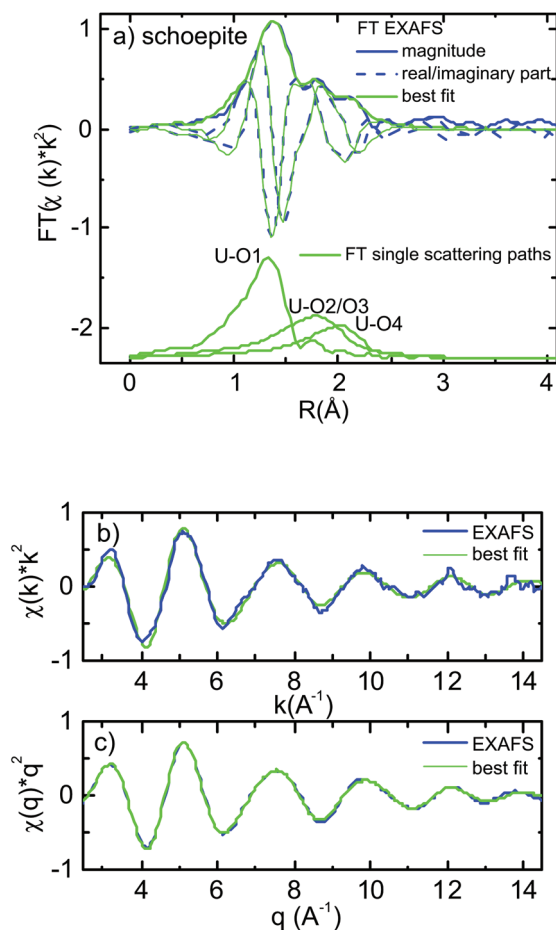 a) schoepite
FT EXAFS
magnitude
real/imaginary part
best fit
FT(χ (k)*k²)
1
0
-1
-2
FT single scattering paths
U-O1
U-O2/O3
U-O4
0 1 2 3 4
R(Å)
b)
EXAFS
best fit
χ(k)*k²
1
0
-1
4 6 8 10 12 14
k(A⁻¹)
c)
EXAFS
best fit
χ(q)*q²
1
0
-1
4 6 8 10 12 14
q (A⁻¹)